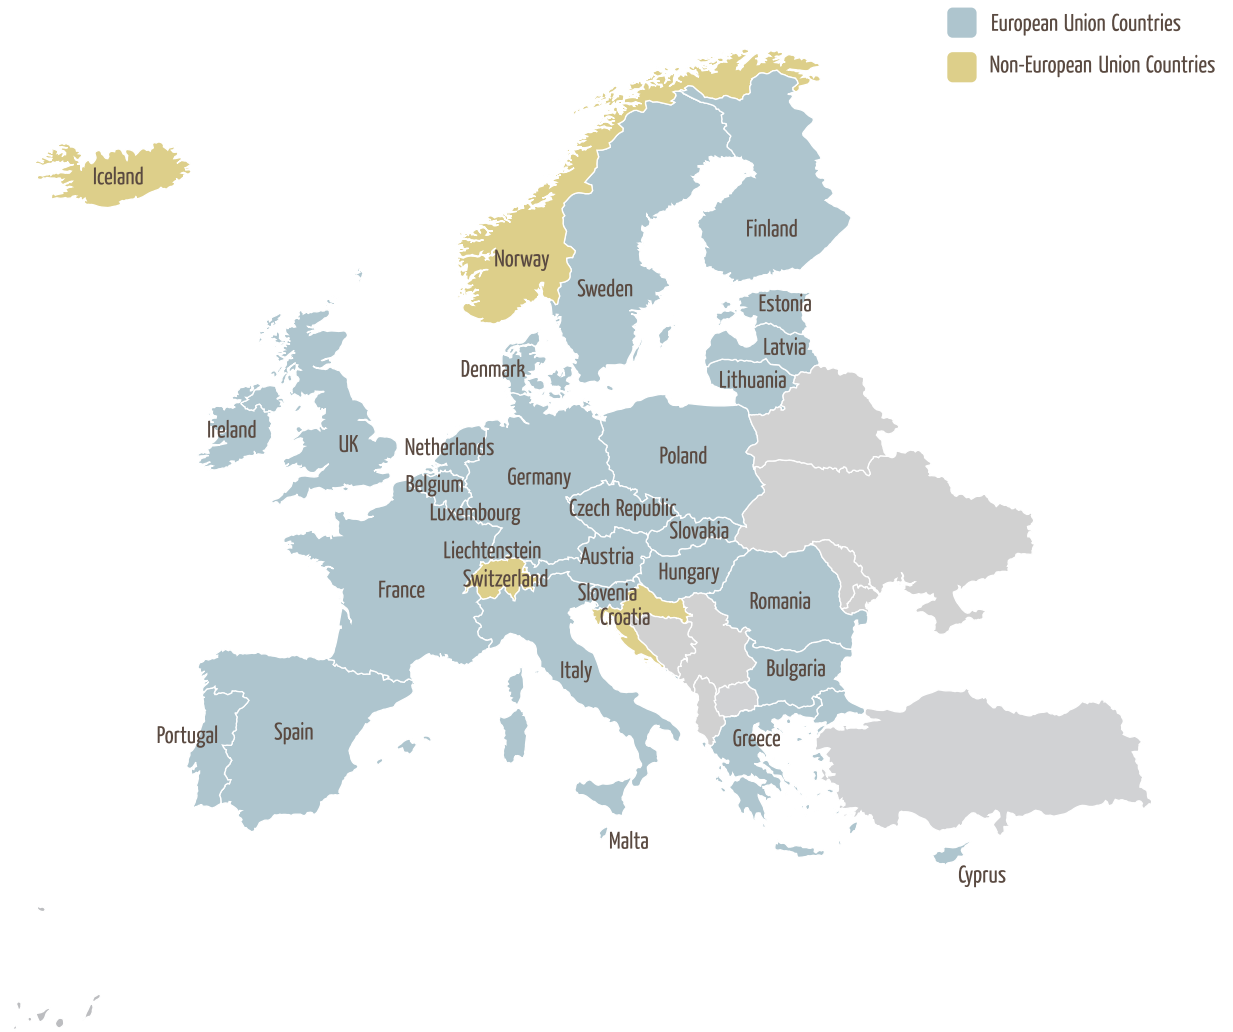 European Union Countries
Non-European Union Countries
Iceland
Finland
Norway
Sweden
Estonia
Latvia
Denmark
Lithuania
Ireland
UK
Netherlands
Poland
Germany
Belgium
Czech Republic
Luxembourg
Slovakia
Liechtenstein
Austria
Switzerland
Hungary
France
Slovenia
Romania
Croatia
Italy
Bulgaria
Portugal
Spain
Greece
Malta
Cyprus